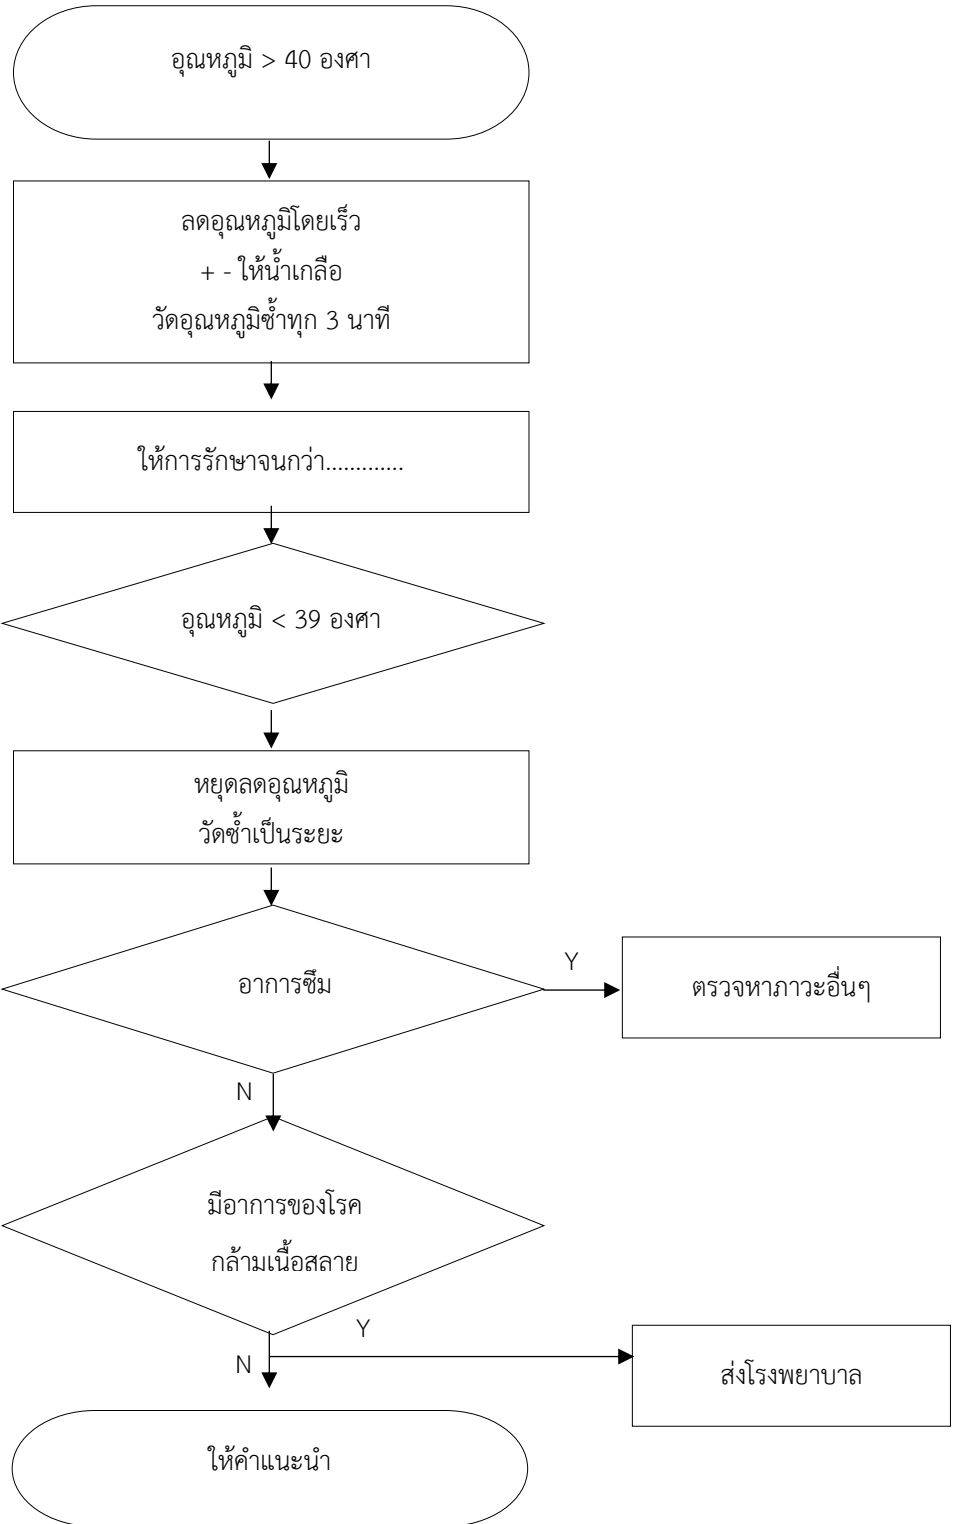 อุณหภูมิ > 40 องศา
ลดอุณหภูมิโดยเร็ว
+ - ให้น้ำเกลือ
วัดอุณหภูมิซ้ำทุก 3 นาที
ให้การรักษาจนกว่า.............
อุณหภูมิ < 39 องศา
หยุดลดอุณหภูมิ
วัดซ้ำเป็นระยะ
อาการซึม
Y
ตรวจหาภาวะอื่นๆ
N
มีอาการของโรค
กล้ามเนื้อสลาย
Y
N
ส่งโรงพยาบาล
ให้คำแนะนำ